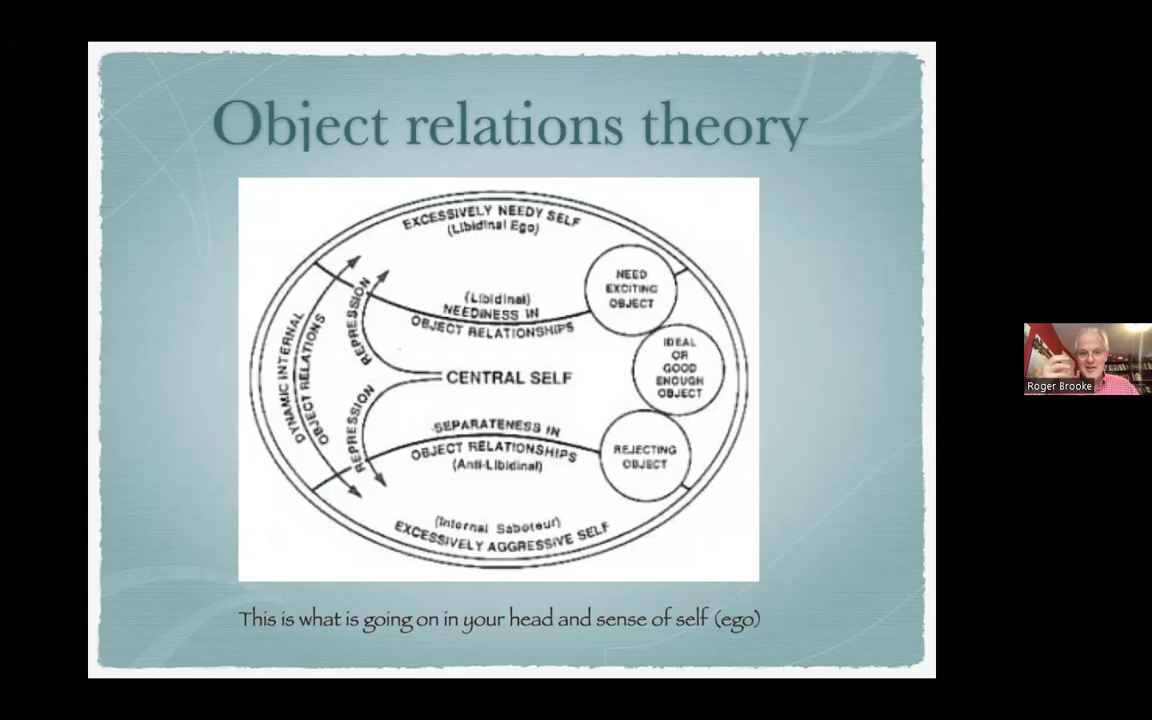 Object relations theory
EXCESSIVELY NEEDY SELF
(Libidinal Ego)
NEED
EXCITING
OBJECT
(Libidinal)
NEEDINESS IN
OBJECT RELATIONSHIPS
DYNAMIC INTERNAL
OBJECT RELATIONS
REPRESSION
IDEAL
OR
GOOD
ENOUGH
OBJECT
CENTRAL SELF
REPRESSION
SEPARATENESS IN
OBJECT RELATIONSHIPS
(Anti-Libidinal)
REJECTING
OBJECT
(Internal Saboteur)
EXCESSIVELY AGGRESSIVE SELF
This is what is going on in your head and sense of self (ego)
Roger Brooke